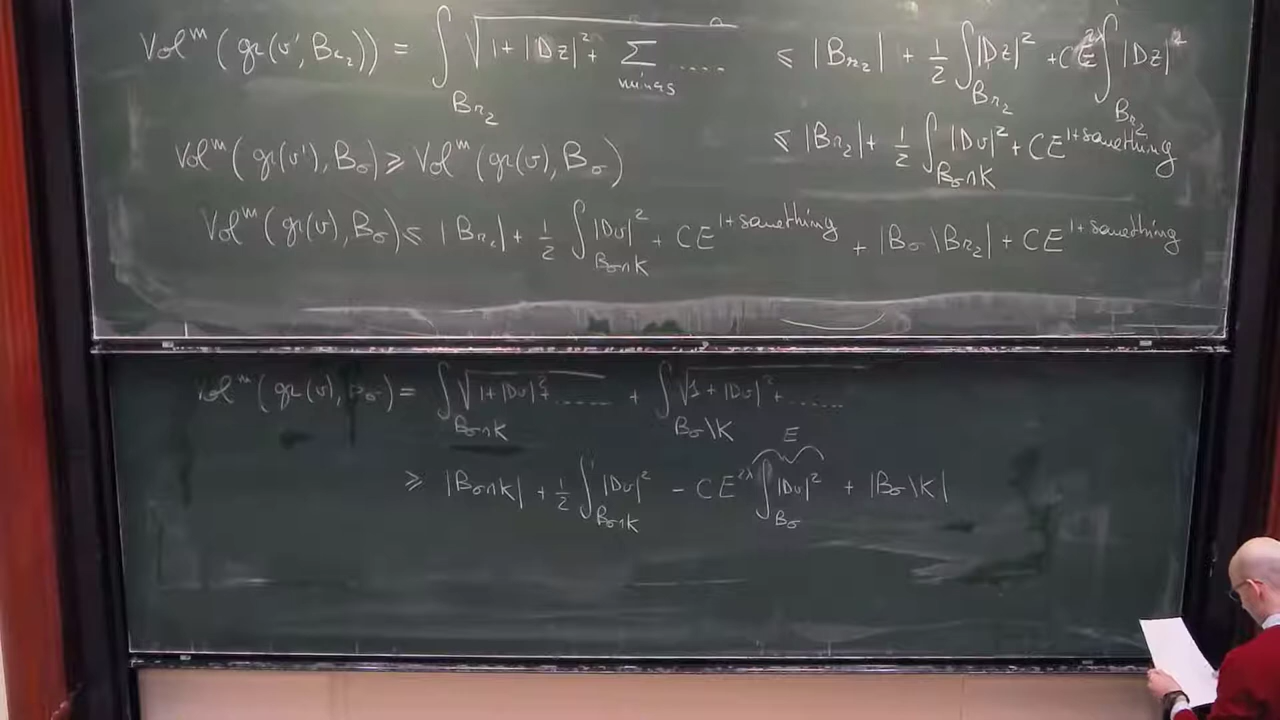 Vol^m (gr(v', B_{r_2})) = ∫_{B_{r_2}} √(1 + |Dz|^2 + Σ_{minors} .....) ≤ |B_{r_2}| + 1/2 ∫_{B_{r_2}} |Dz|^2 + C E^{2λ} ∫_{B_{r_2}} |Dz|^2
≤ |B_{r_2}| + 1/2 ∫_{B_σ∩K} |Dv|^2 + CE^{1+something}
Vol^m (gr(v'), B_σ) ≥ Vol^m (gr(v), B_σ)
Vol^m (gr(v), B_σ) ≤ |B_{r_2}| + 1/2 ∫_{B_σ∩K} |Dv|^2 + CE^{1+something} + |B_σ \ B_{r_2}| + CE^{1+something}
Vol^m (gr(v), B_σ) = ∫_{B_σ∩K} √(1 + |Dv|^2 + ......) + ∫_{B_σ\K} √(1 + |Dv|^2 + ......)
E
≥ |B_σ∩K| + 1/2 ∫_{B_σ∩K} |Dv|^2 - CE^{2λ} ∫_{B_σ} |Dv|^2 + |B_σ \ K|